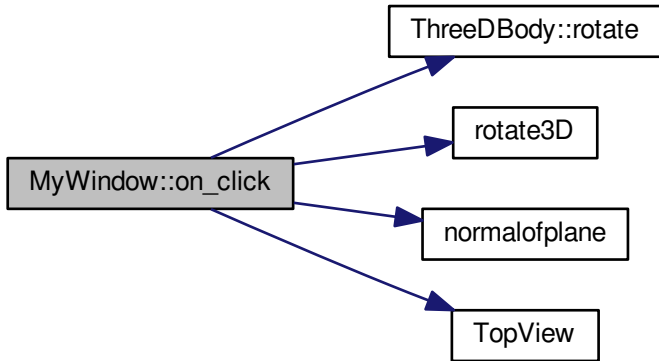 ThreeDBody::rotate
rotate3D
MyWindow::on_click
normalofplane
TopView